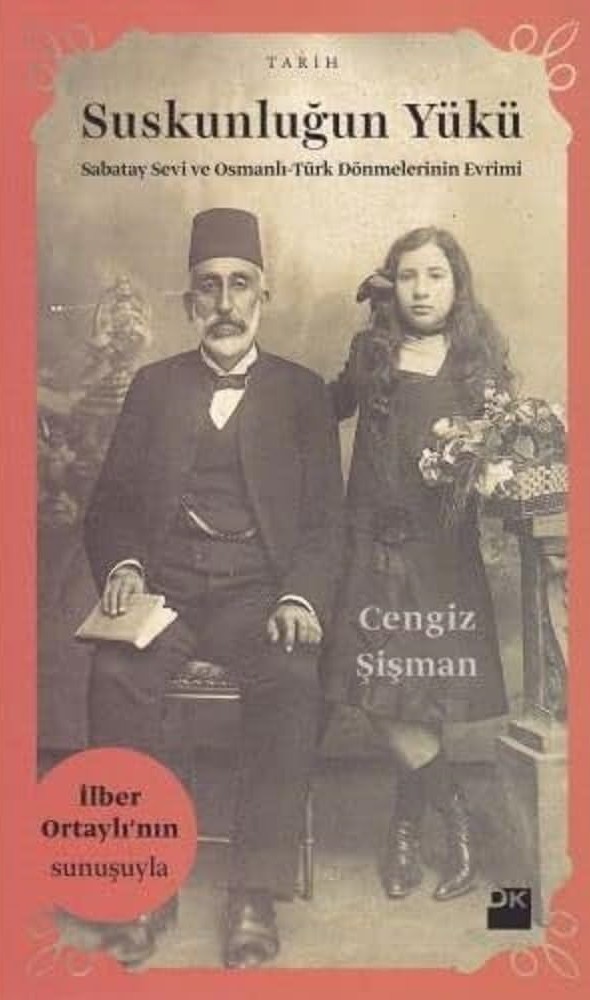 TARİH
Suskunluğun Yükü
Sabatay Sevi ve Osmanlı-Türk Dönmelerinin Evrimi
Cengiz
Şişman
İlber
Ortaylı'nın
sunuşuyla
DK